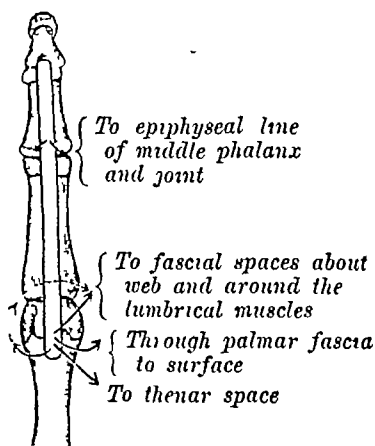 To epiphyseal line
of middle phalanx
and joint
To fascial spaces about
web and around the
lumbrical muscles
Through palmar fascia
to surface
To thenar space